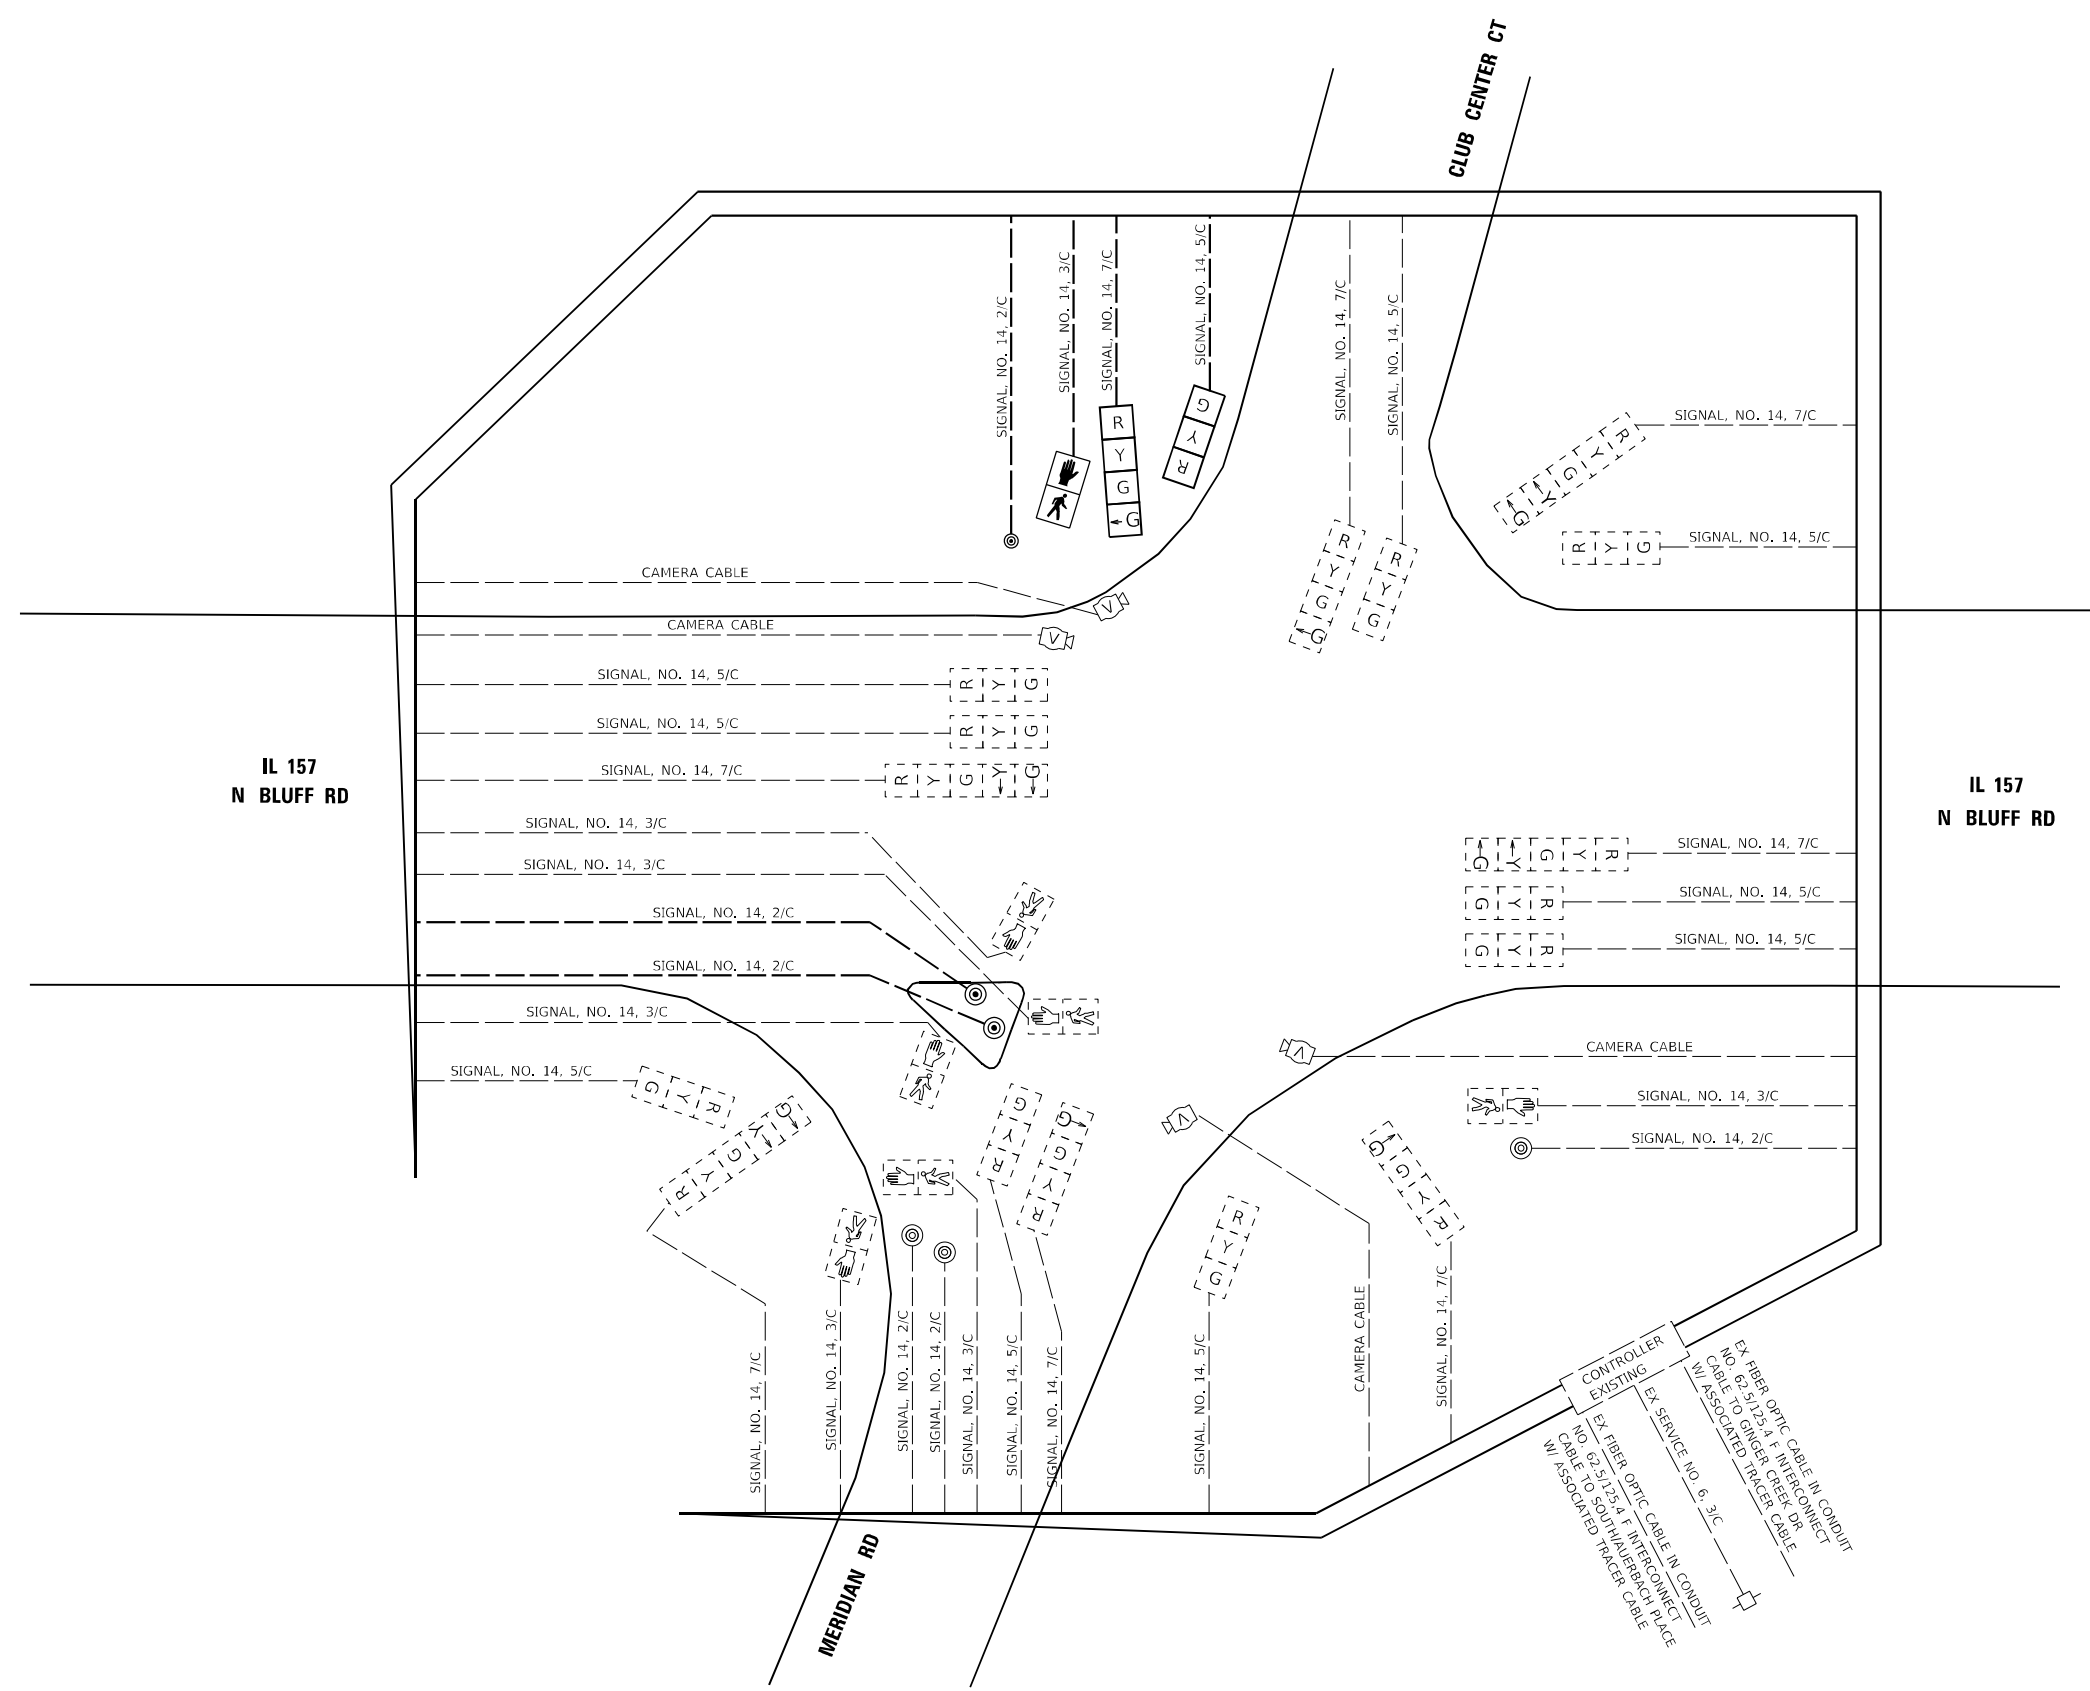 CLUB CENTER CT
SIGNAL, NO. 14, 2/C
SIGNAL, NO. 14, 3/C
SIGNAL, NO. 14, 7/C
SIGNAL, NO. 14, 5/C
SIGNAL, NO. 14, 7/C
SIGNAL, NO. 14, 5/C
R Y G G
G Y R
SIGNAL, NO. 14, 7/C
R Y G Y G
SIGNAL, NO. 14, 5/C
R Y G
R Y G G
R Y G
CAMERA CABLE
V
CAMERA CABLE
V
SIGNAL, NO. 14, 5/C
R Y G
SIGNAL, NO. 14, 5/C
R Y G
SIGNAL, NO. 14, 7/C
R Y G Y G
IL 157
N BLUFF RD
IL 157
N BLUFF RD
SIGNAL, NO. 14, 3/C
SIGNAL, NO. 14, 3/C
SIGNAL, NO. 14, 2/C
SIGNAL, NO. 14, 2/C
SIGNAL, NO. 14, 3/C
SIGNAL, NO. 14, 5/C
G Y R
G Y G Y R
G Y G Y R
SIGNAL, NO. 14, 7/C
G Y R
SIGNAL, NO. 14, 5/C
G Y R
SIGNAL, NO. 14, 5/C
V
CAMERA CABLE
SIGNAL, NO. 14, 3/C
SIGNAL, NO. 14, 2/C
V
G Y R
G G Y R
G G Y R
R Y G
SIGNAL, NO. 14, 7/C
SIGNAL, NO. 14, 3/C
SIGNAL, NO. 14, 2/C
SIGNAL, NO. 14, 2/C
SIGNAL, NO. 14, 3/C
SIGNAL, NO. 14, 5/C
SIGNAL, NO. 14, 7/C
SIGNAL, NO. 14, 5/C
CAMERA CABLE
SIGNAL, NO. 14, 7/C
CONTROLLER
EXISTING
EX FIBER OPTIC CABLE IN CONDUIT
NO. 62.5/125,4 F INTERCONNECT
CABLE TO GINGER CREEK DR
W/ ASSOCIATED TRACER CABLE
EX SERVICE NO. 6, 3/C
EX FIBER OPTIC CABLE IN CONDUIT
NO. 62.5/125,4 F INTERCONNECT
CABLE TO SOUTH/AUERBACH PLACE
W/ ASSOCIATED TRACER CABLE
MERIDIAN RD